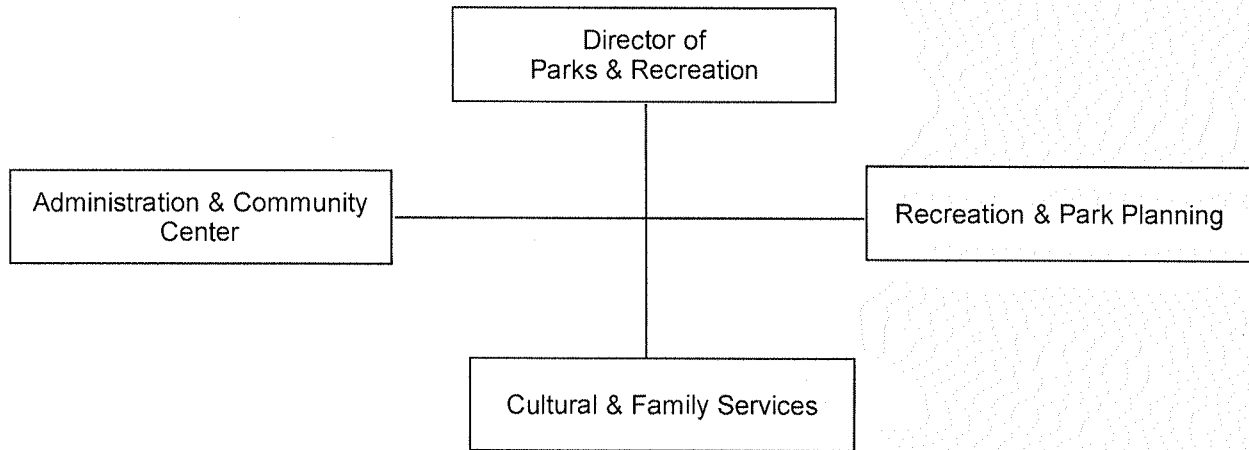 Director of
Parks & Recreation
Administration & Community
Center
Recreation & Park Planning
Cultural & Family Services